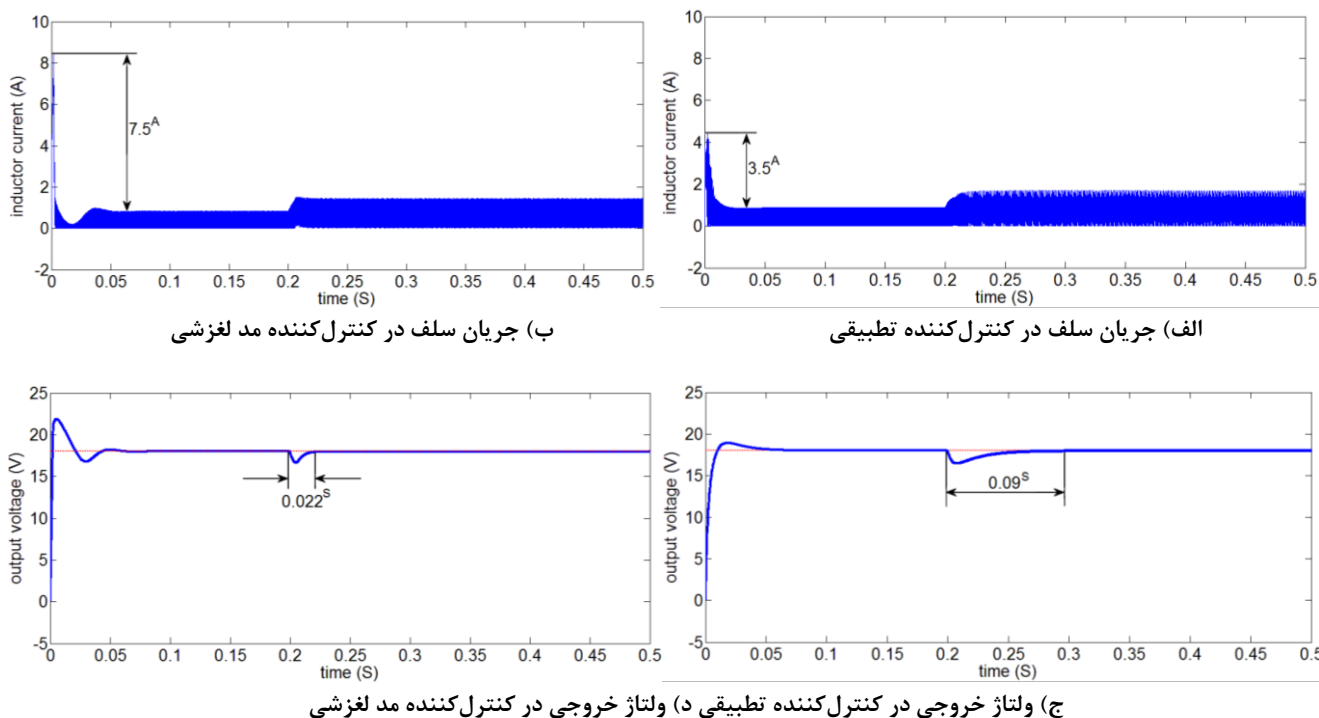 10
8
6
4
2
0
-2
inductor current (A)
7.5A
0 0.05 0.1 0.15 0.2 0.25 0.3 0.35 0.4 0.45 0.5
time (S)
ب) جریان سلف در کنترل‌کننده مد لغزشی
10
8
6
4
2
0
-2
inductor current (A)
3.5A
0 0.05 0.1 0.15 0.2 0.25 0.3 0.35 0.4 0.45 0.5
time (S)
الف) جریان سلف در کنترل‌کننده تطبیقی
25
20
15
10
5
0
-5
output voltage (V)
0.022S
0 0.05 0.1 0.15 0.2 0.25 0.3 0.35 0.4 0.45 0.5
time (S)
25
20
15
10
5
0
-5
output voltage (V)
0.09S
0 0.05 0.1 0.15 0.2 0.25 0.3 0.35 0.4 0.45 0.5
time (S)
ج) ولتاژ خروجی در کنترل‌کننده تطبیقی د) ولتاژ خروجی در کنترل‌کننده مد لغزشی